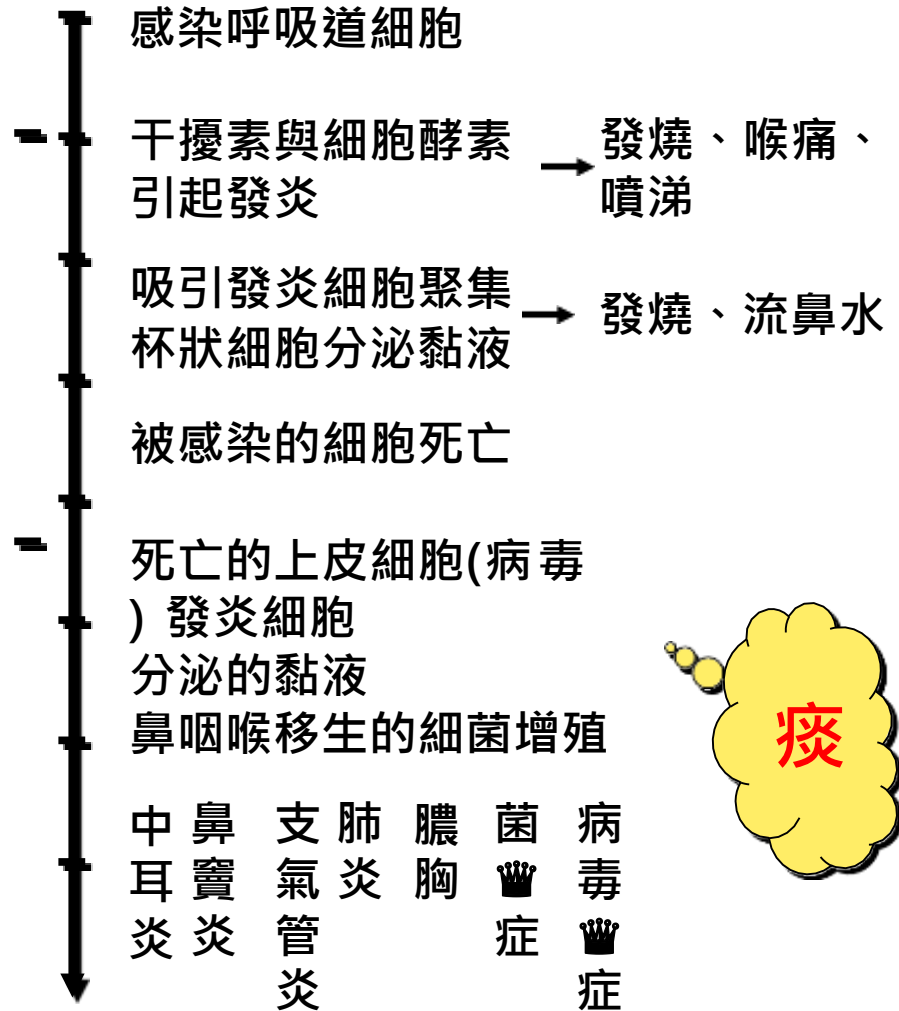 感染呼吸道細胞
干擾素與細胞酵素
引起發炎
發燒、喉痛、
噴涕
吸引發炎細胞聚集
杯狀細胞分泌黏液
發燒、流鼻水
被感染的細胞死亡
死亡的上皮細胞(病毒
) 發炎細胞
分泌的黏液
鼻咽喉移生的細菌增殖
痰
中耳炎
鼻竇炎
支氣管炎
肺炎
膿胸
菌♛症
病毒♛症